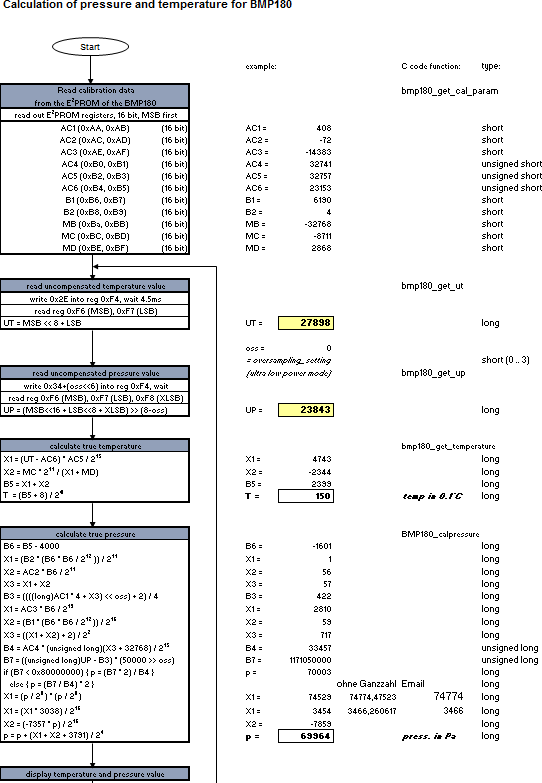 Calculation of pressure and temperature for BMP180
Start
example: C code function: type:
Read calibration data
from the E²PROM of the BMP180
bmp180_get_cal_param
read out E²PROM registers, 16 bit, MSB first
AC1 (0xAA, 0xAB) (16 bit) AC1 = 408 short
AC2 (0xAC, 0xAD) (16 bit) AC2 = -72 short
AC3 (0xAE, 0xAF) (16 bit) AC3 = -14383 short
AC4 (0xB0, 0xB1) (16 bit) AC4 = 32741 unsigned short
AC5 (0xB2, 0xB3) (16 bit) AC5 = 32757 unsigned short
AC6 (0xB4, 0xB5) (16 bit) AC6 = 23153 unsigned short
B1 (0xB6, 0xB7) (16 bit) B1 = 6190 short
B2 (0xB8, 0xB9) (16 bit) B2 = 4 short
MB (0xBa, 0xBB) (16 bit) MB = -32768 short
MC (0xBC, 0xBD) (16 bit) MC = -8711 short
MD (0xBE, 0xBF) (16 bit) MD = 2868 short
read uncompensated temperature value bmp180_get_ut
write 0x2E into reg 0xF4, wait 4.5ms
read reg 0xF6 (MSB), 0xF7 (LSB)
UT = MSB << 8 + LSB UT = 27898 long
oss = 0
= oversampling_setting short (0 .. 3)
read uncompensated pressure value (ultra low power mode) bmp180_get_up
write 0x34+(oss<<6) into reg 0xF4, wait
read reg 0xF6 (MSB), 0xF7 (LSB), 0xF8 (XLSB)
UP = (MSB<<16 + LSB<<8 + XLSB) >> (8-oss) UP = 23843 long
calculate true temperature bmp180_get_temperature
X1 = (UT - AC6) * AC5 / 2¹⁵ X1 = 4743 long
X2 = MC * 2¹¹ / (X1 + MD) X2 = -2344 long
B5 = X1 + X2 B5 = 2399 long
T = (B5 + 8) / 2⁴ T = 150 temp in 0.1°C long
calculate true pressure BMP180_calpressure
B6 = B5 - 4000 B6 = -1601 long
X1 = (B2 * (B6 * B6 / 2¹² )) / 2¹¹ X1 = 1 long
X2 = AC2 * B6 / 2¹¹ X2 = 56 long
X3 = X1 + X2 X3 = 57 long
B3 = ((((long)AC1 * 4 + X3) << oss) + 2) / 4 B3 = 422 long
X1 = AC3 * B6 / 2¹³ X1 = 2810 long
X2 = (B1 * (B6 * B6 / 2¹² )) / 2¹⁶ X2 = 59 long
X3 = ((X1 + X2) + 2) / 2² X3 = 717 long
B4 = AC4 * (unsigned long)(X3 + 32768) / 2¹⁵ B4 = 33457 unsigned long
B7 = ((unsigned long)UP - B3) * (50000 >> oss) B7 = 1171050000 unsigned long
if (B7 < 0x80000000) { p = (B7 * 2) / B4 } p = 70003 long
else { p = (B7 / B4) * 2 } ohne Ganzzahl Email long
X1 = (p / 2⁸ ) * (p / 2⁸ ) X1 = 74529 74774,47523 74774 long
X1 = (X1 * 3038) / 2¹⁶ X1 = 3454 3466,260617 3466 long
X2 = (-7357 * p) / 2¹⁶ X2 = -7859 long
p = p + (X1 + X2 + 3791) / 2⁴ p = 69964 press. in Pa long
display temperature and pressure value